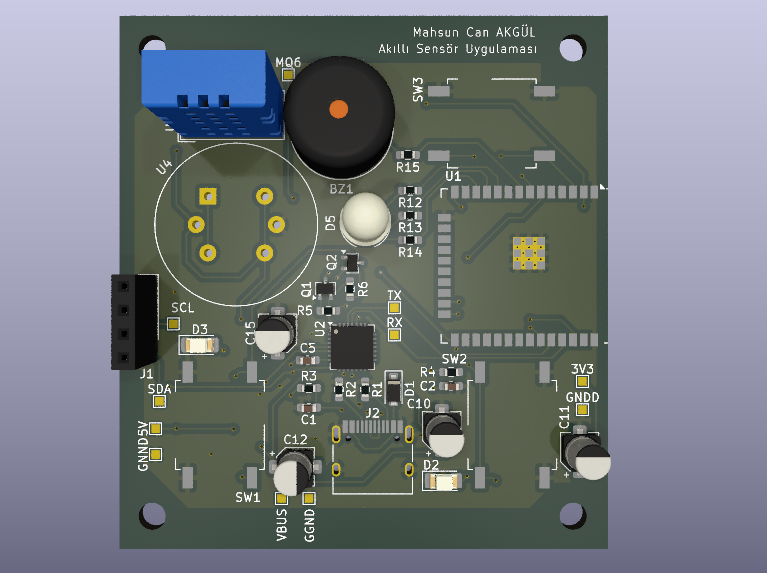 Mahsun Can AKGÜL
Akıllı Sensör Uygulaması
MQ6
SW3
U4
R15
U1
BZ1
R12
D5
R13
R14
Q2
Q1
R6
TX
SCL
R5
RX
D3
C15
U2
C5
SW2
J1
R3
R4
3V3
SDA
R2
R1
D1
C2
GNDD
C1
J2
C10
C11
5V
GNND
C12
D2
SW1
VBUS
GGND